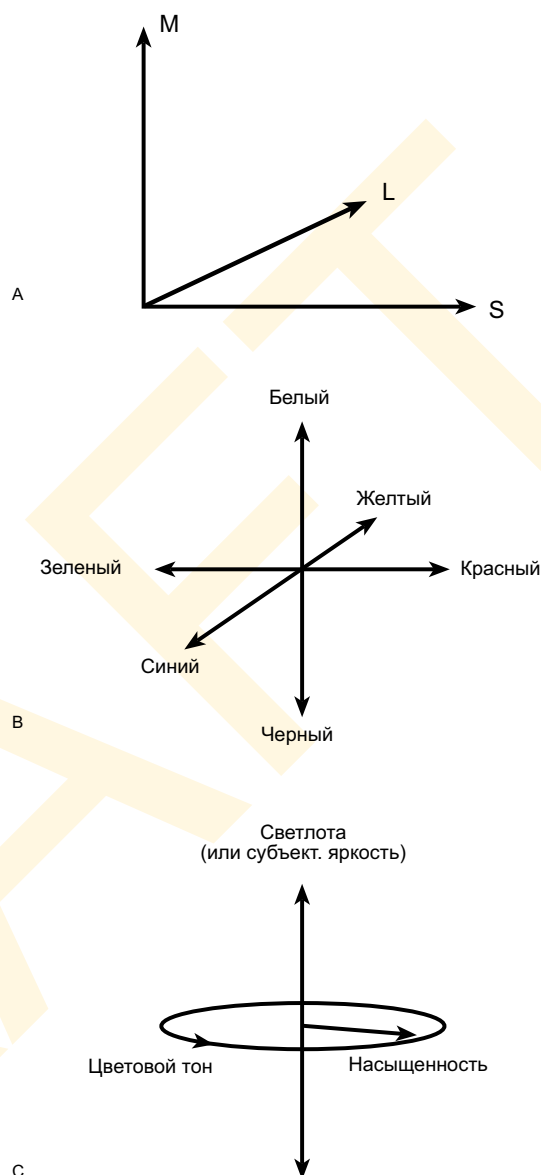 M
L
A
S
Белый
Желтый
Зеленый
Красный
Синий
B
Черный
Светлота
(или субъект. яркость)
Цветовой тон
Насыщенность
C